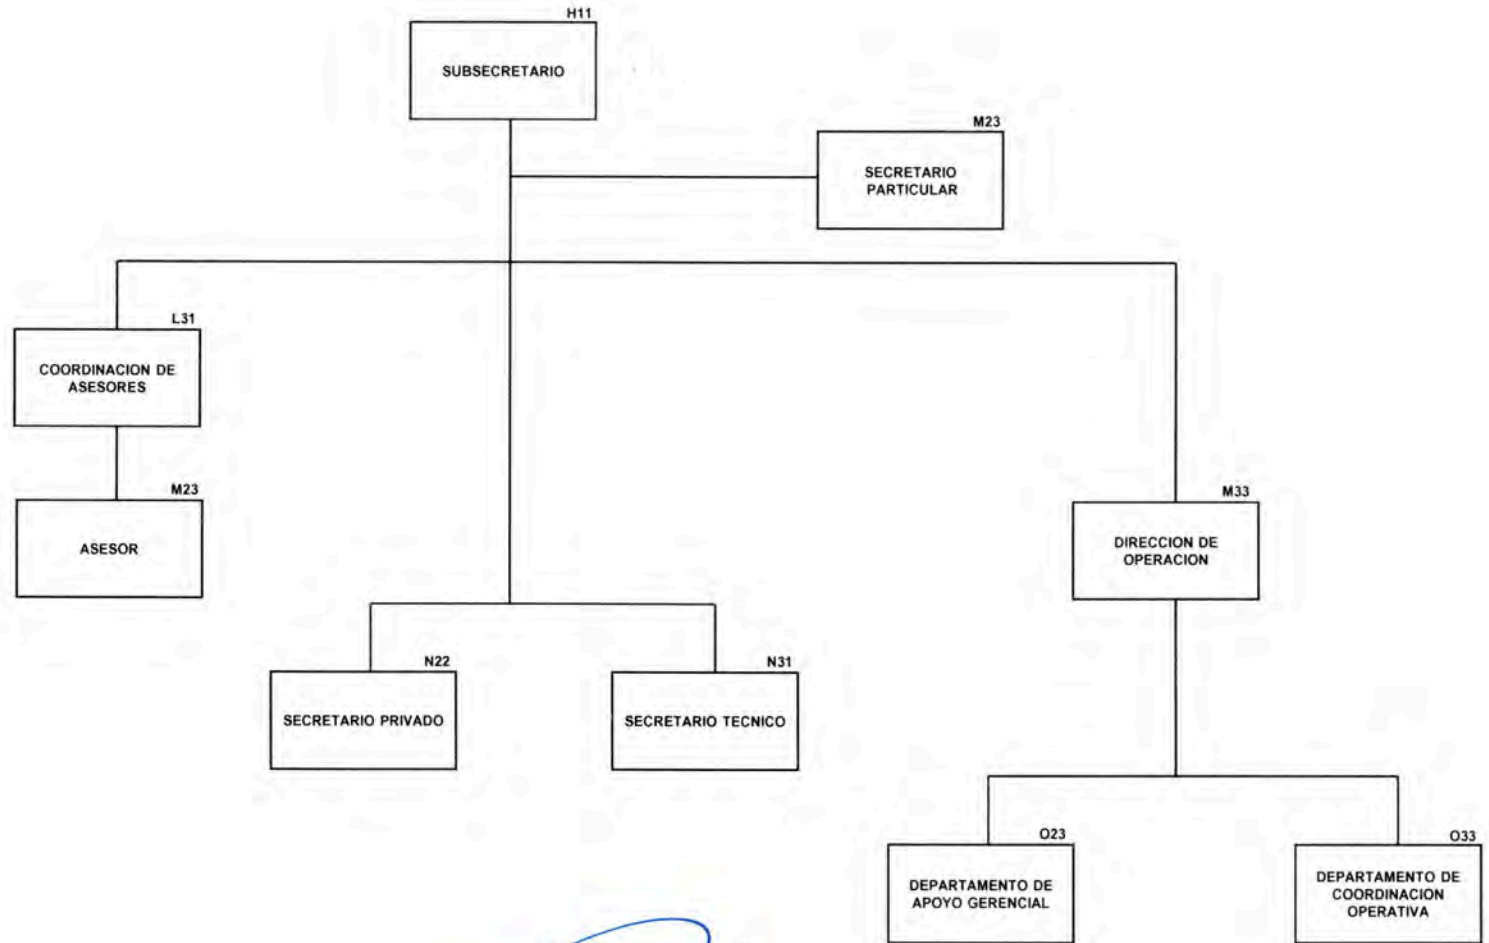 H11
SUBSECRETARIO
M23
SECRETARIO
PARTICULAR
L31
COORDINACION DE
ASESORES
M23
ASESOR
M33
DIRECCION DE
OPERACION
N22
SECRETARIO PRIVADO
N31
SECRETARIO TECNICO
O23
DEPARTAMENTO DE
APOYO GERENCIAL
O33
DEPARTAMENTO DE
COORDINACION
OPERATIVA